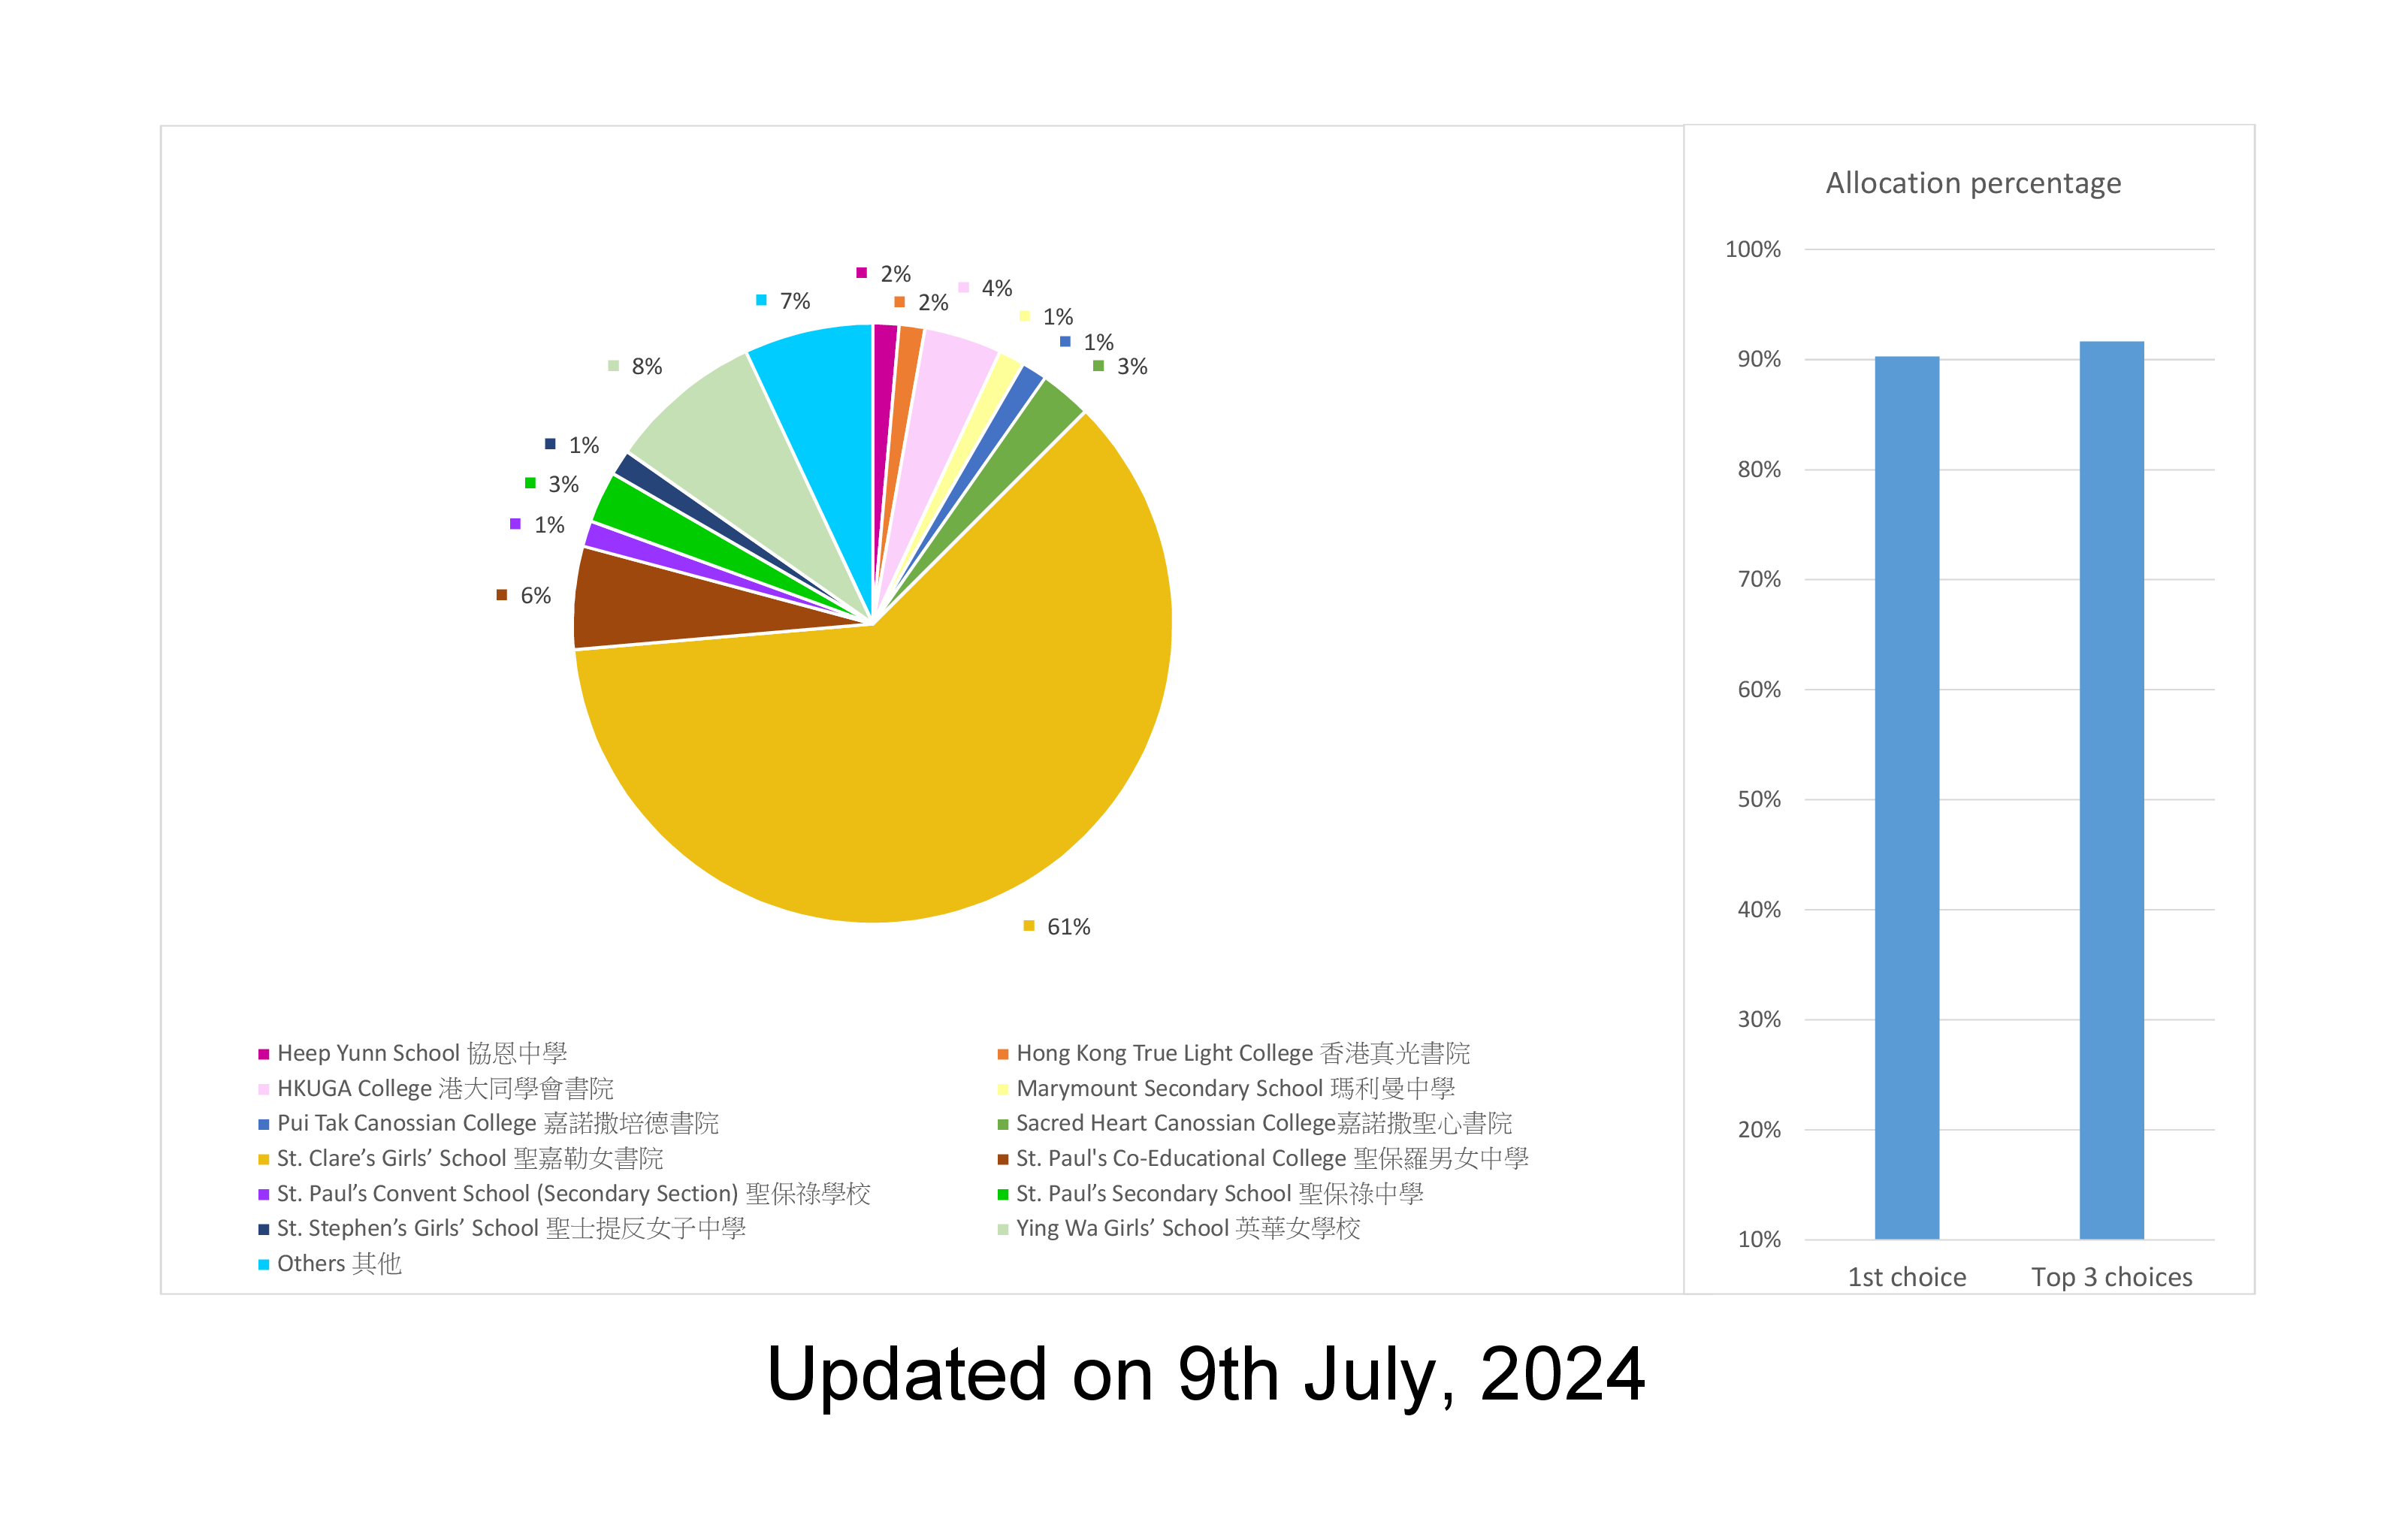 2%
2%
4%
1%
1%
3%
61%
6%
1%
3%
1%
8%
7%
Heep Yunn School 協恩中學
Hong Kong True Light College 香港真光書院
HKUGA College 港大同學會書院
Marymount Secondary School 瑪利曼中學
Pui Tak Canossian College 嘉諾撒培德書院
Sacred Heart Canossian College嘉諾撒聖心書院
St. Clare’s Girls’ School 聖嘉勒女書院
St. Paul's Co-Educational College 聖保羅男女中學
St. Paul’s Convent School (Secondary Section) 聖保祿學校
St. Paul’s Secondary School 聖保祿中學
St. Stephen’s Girls’ School 聖士提反女子中學
Ying Wa Girls’ School 英華女學校
Others 其他
Allocation percentage
100%
90%
80%
70%
60%
50%
40%
30%
20%
10%
1st choice
Top 3 choices
Updated on 9th July, 2024